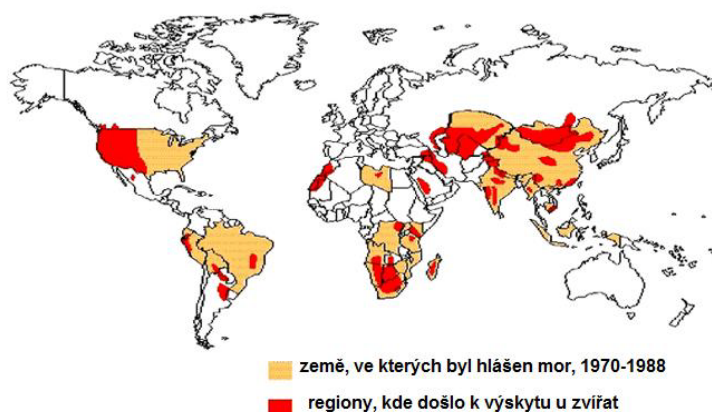 země, ve kterých byl hlášen mor, 1970-1988
regiony, kde došlo k výskytu u zvířat